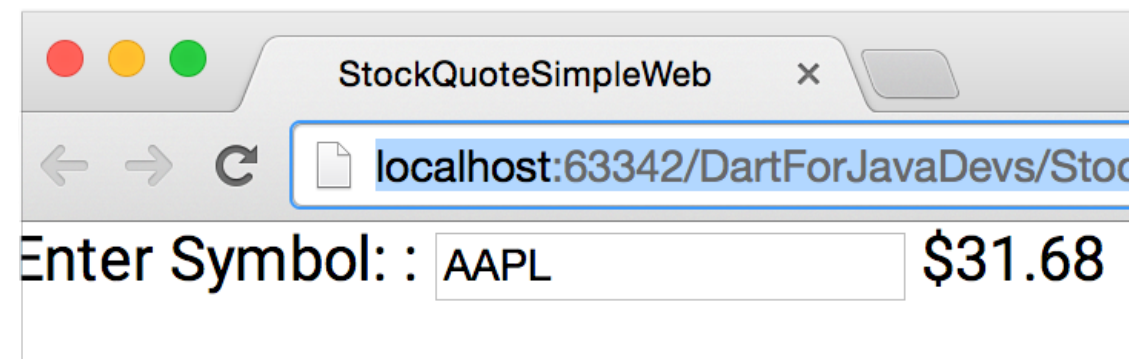 StockQuoteSimpleWeb
localhost:63342/DartForJavaDevs/Stoc
Enter Symbol: : AAPL $31.68